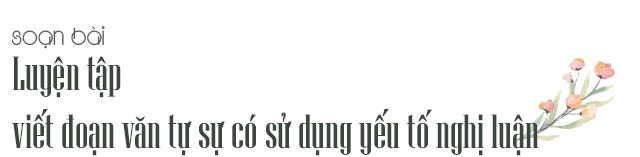 soạn bài
Luyện tập
viết đoạn văn tự sự có sử dụng yếu tố nghị luận